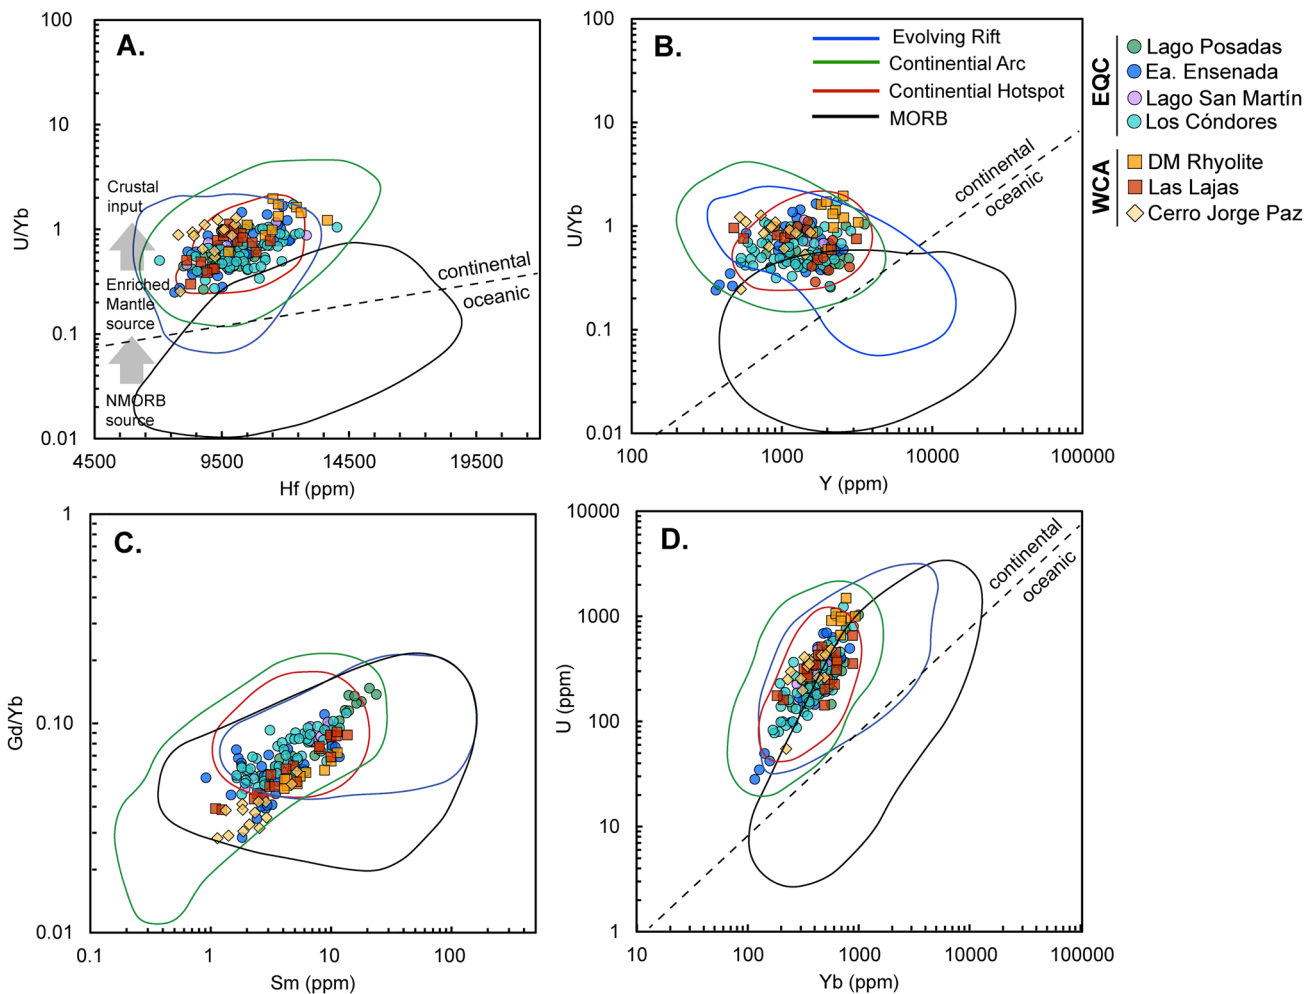 A.
100
10
1
0.1
0.01
U/Yb
Crustal
input
Enriched
Mantle
source
NMORB
source
continental
oceanic
4500
9500
14500
19500
Hf (ppm)
B.
100
10
1
0.1
0.01
U/Yb
Evolving Rift
Continental Arc
Continental Hotspot
MORB
continental
oceanic
100
1000
10000
100000
Y (ppm)
EQC
Lago Posadas
Ea. Ensenada
Lago San Martín
Los Cóndores
WCA
DM Rhyolite
Las Lajas
Cerro Jorge Paz
C.
1
0.10
0.01
Gd/Yb
0.1
1
10
100
Sm (ppm)
D.
10000
1000
100
10
1
U (ppm)
continental
oceanic
10
100
1000
10000
100000
Yb (ppm)